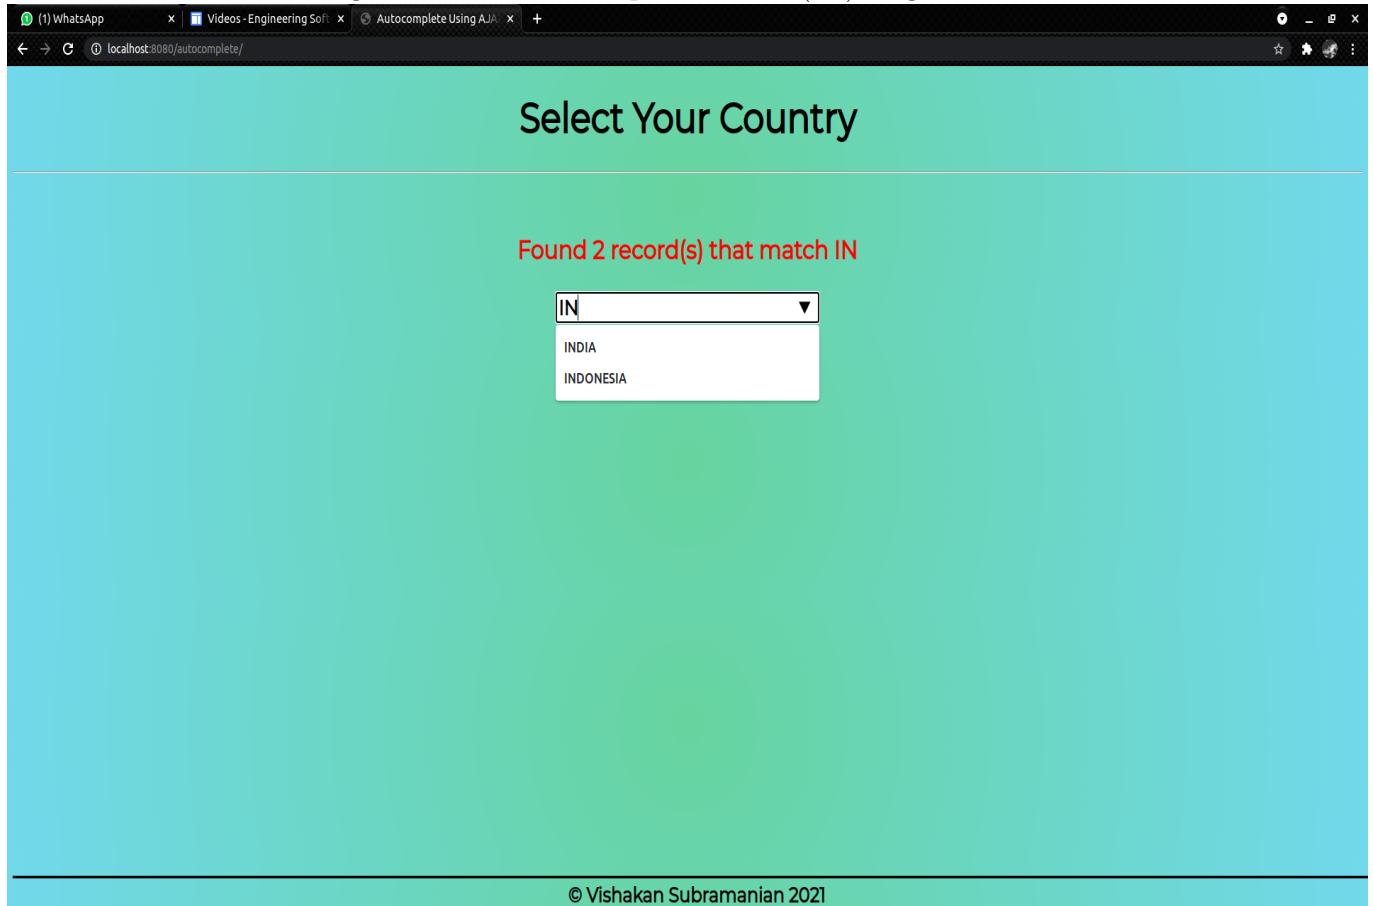 (1) WhatsApp
Videos - Engineering Soft
Autocomplete Using AJA
localhost:8080/autocomplete/
Select Your Country
Found 2 record(s) that match IN
IN
INDIA
INDONESIA
© Vishakan Subramanian 2021